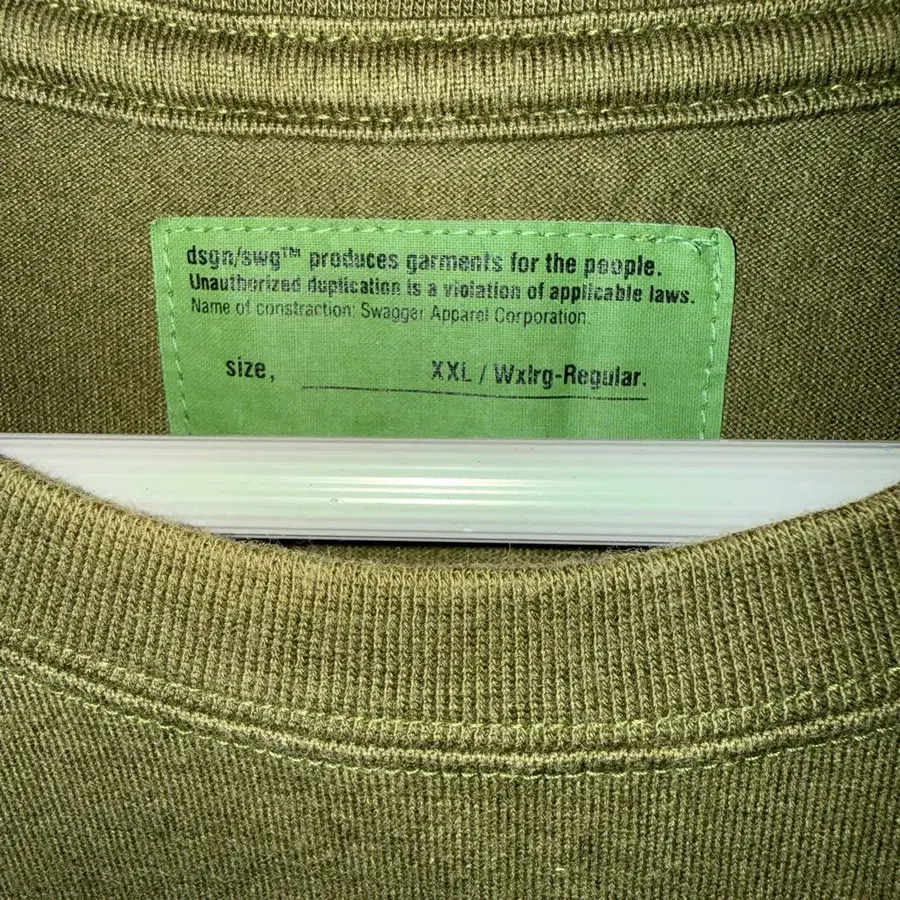 dsgn/swg™ produces garments for the people.
Unauthorized duplication is a violation of applicable laws.
Name of constraction: Swagger Apparel Corporation.
size, XXL / Wxlrg-Regular.